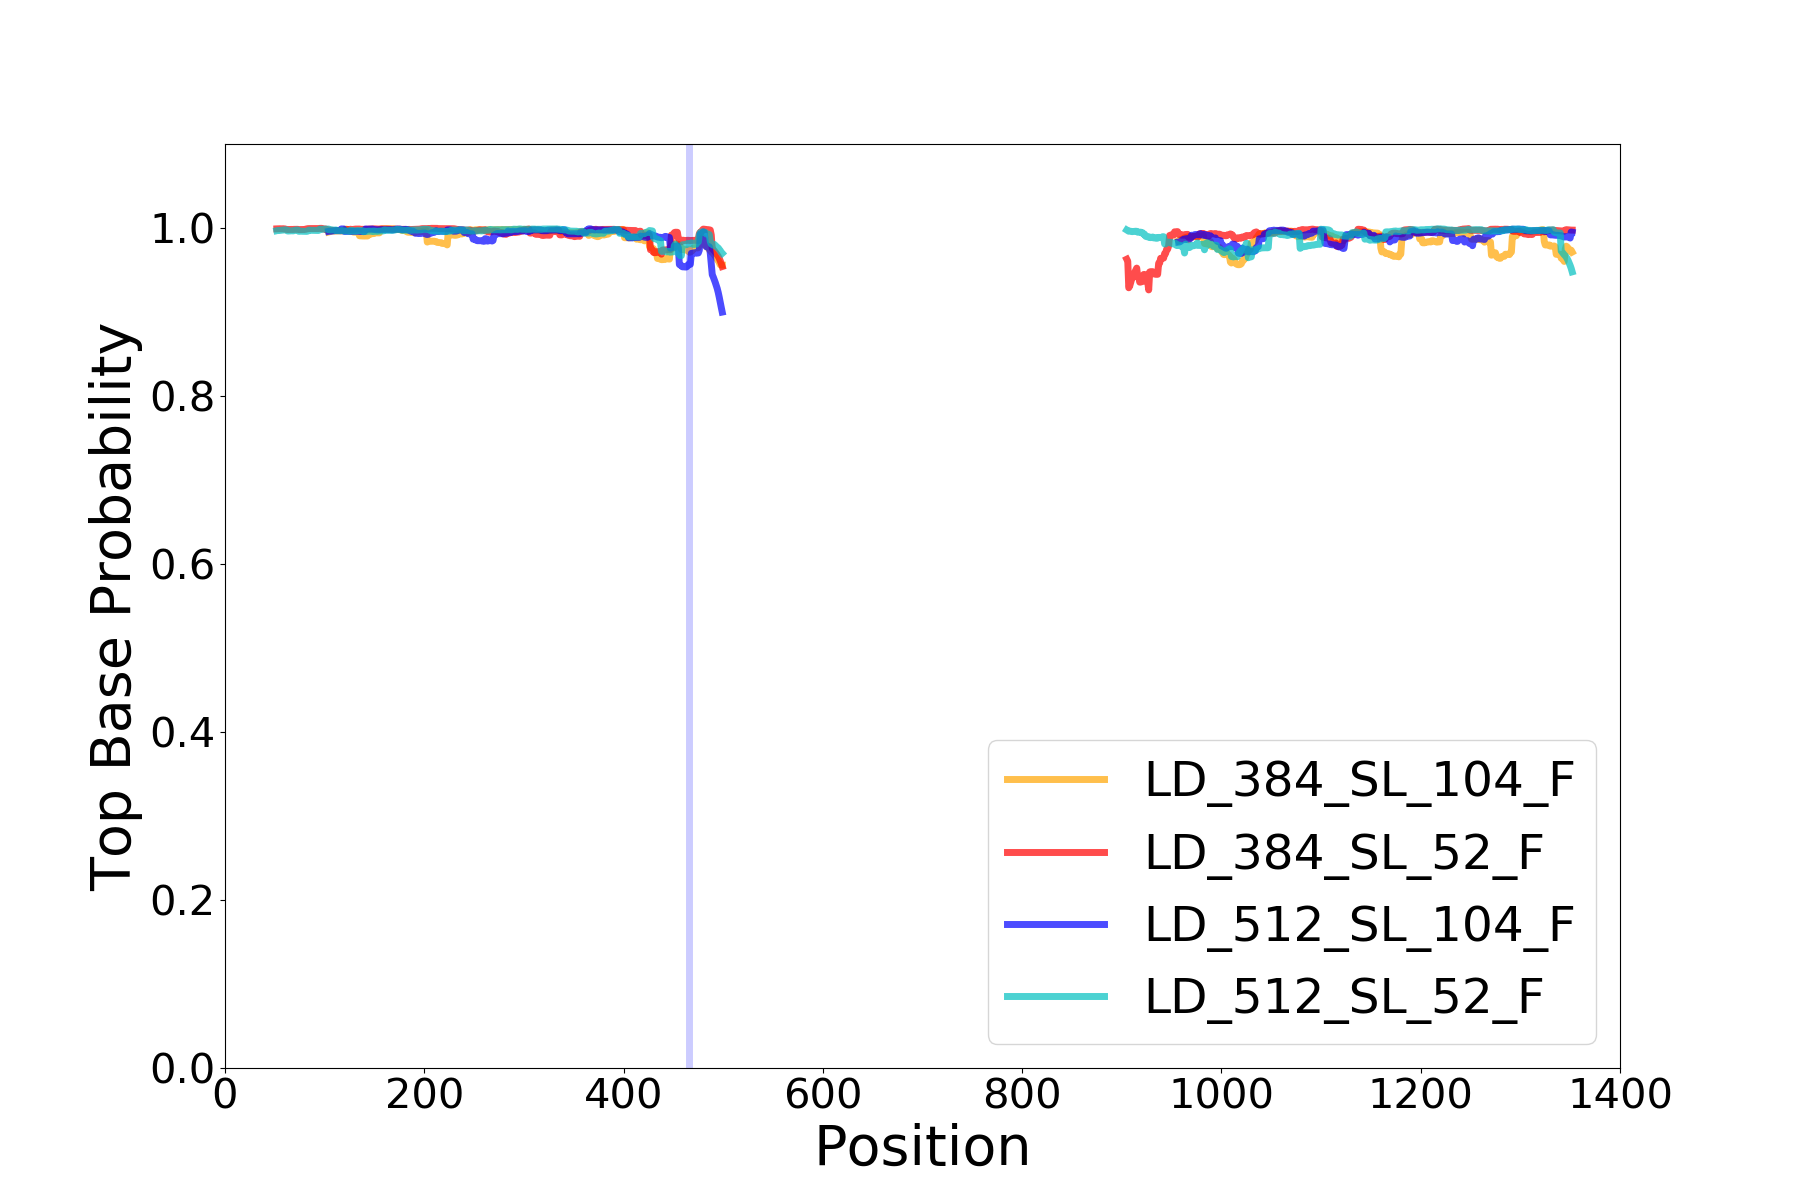 1.0
0.8
0.6
0.4
0.2
0.0
Top Base Probability
0 200 400 600 800 1000 1200 1400
Position
LD_384_SL_104_F
LD_384_SL_52_F
LD_512_SL_104_F
LD_512_SL_52_F